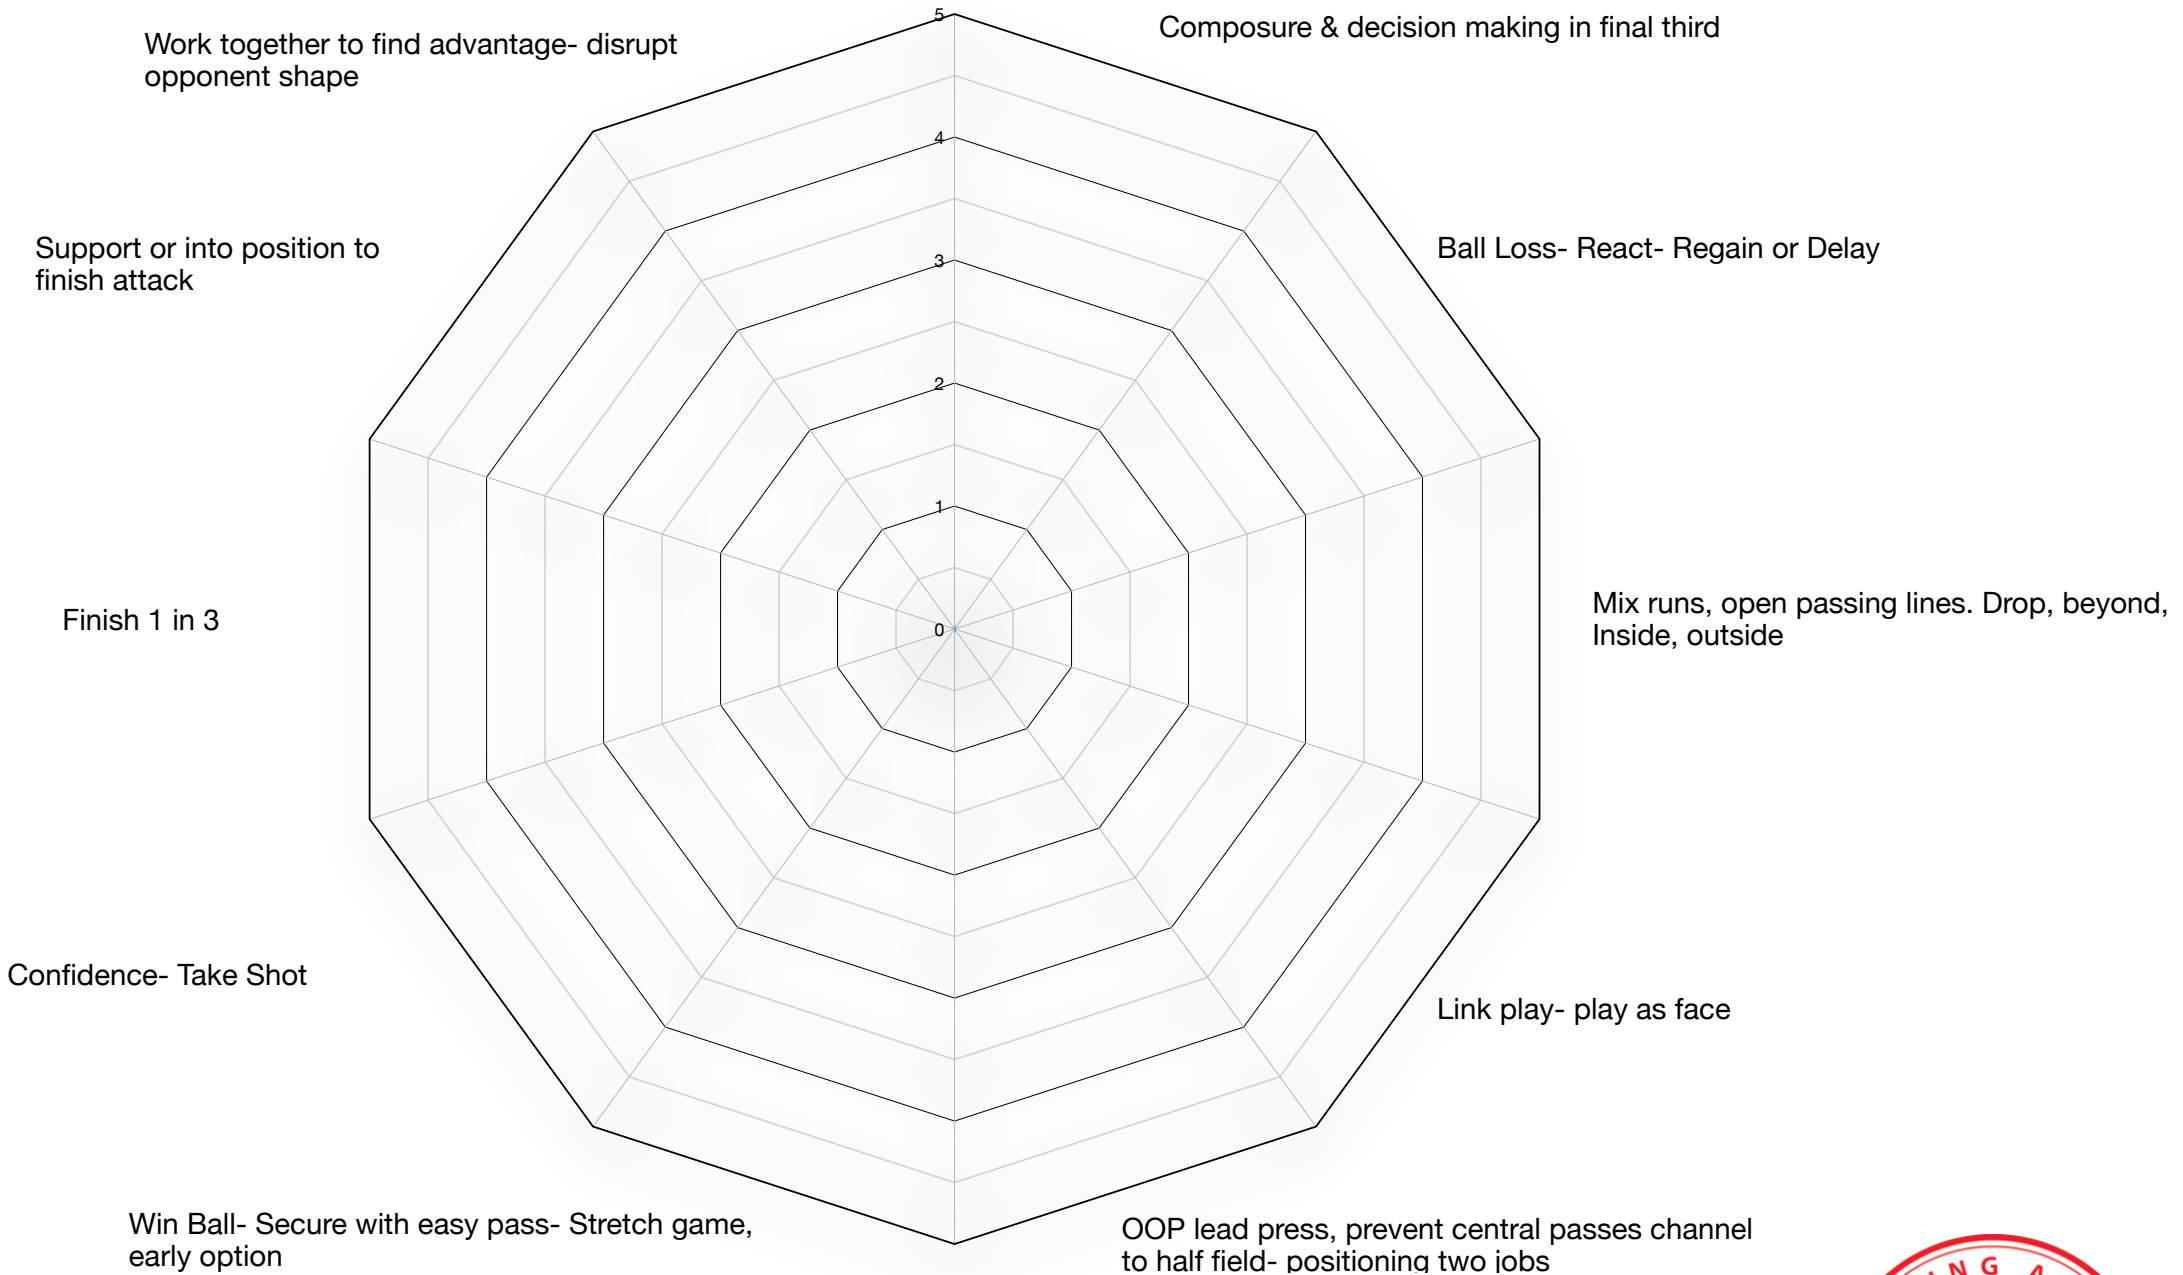 5
Composure & decision making in final third
Work together to find advantage- disrupt
opponent shape
4
Support or into position to
finish attack
Ball Loss- React- Regain or Delay
3
2
1
Finish 1 in 3
0
Mix runs, open passing lines. Drop, beyond,
Inside, outside
Confidence- Take Shot
Link play- play as face
Win Ball- Secure with easy pass- Stretch game,
early option
OOP lead press, prevent central passes channel
to half field- positioning two jobs